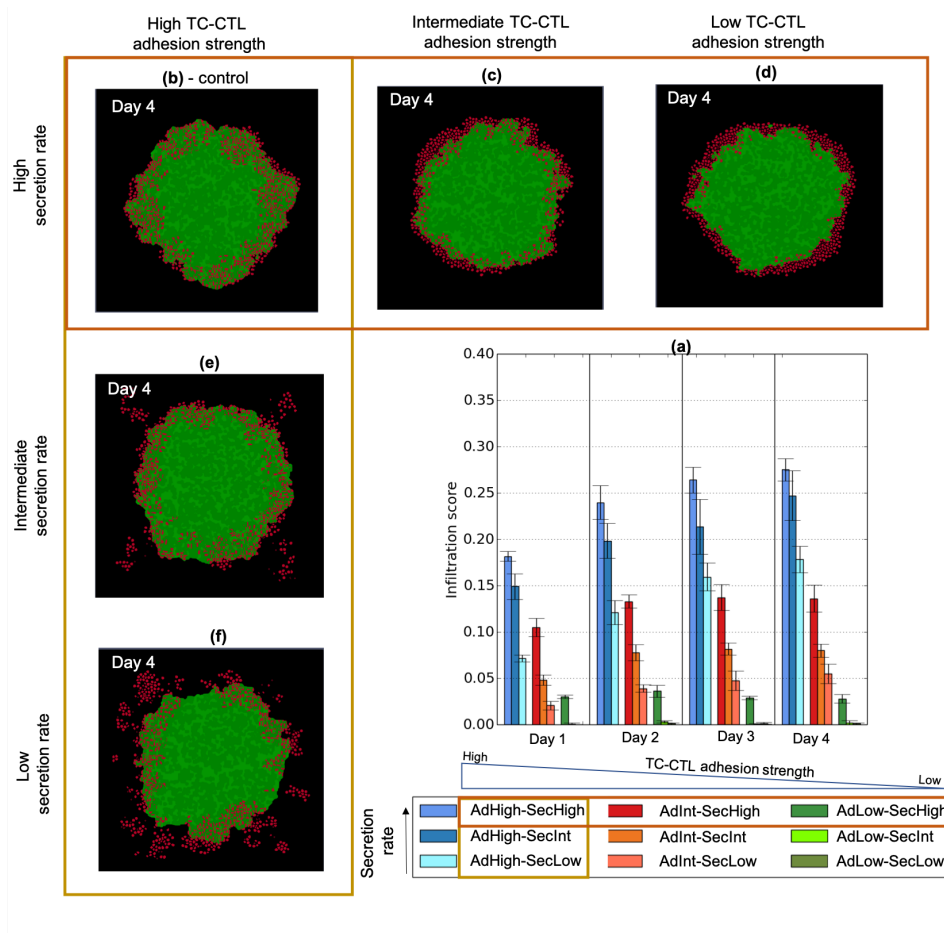 High TC-CTL
adhesion strength
Intermediate TC-CTL
adhesion strength
Low TC-CTL
adhesion strength
High
secretion rate
(b) - control
Day 4
(c)
Day 4
(d)
Day 4
Intermediate
secretion rate
(e)
Day 4
Low
secretion rate
(f)
Day 4
(a)
Infiltration score
0.40
0.35
0.30
0.25
0.20
0.15
0.10
0.05
0.00
Day 1
Day 2
Day 3
Day 4
High
TC-CTL adhesion strength
Low
Secretion
rate
AdHigh-SecHigh
AdInt-SecHigh
AdLow-SecHigh
AdHigh-SecInt
AdInt-SecInt
AdLow-SecInt
AdHigh-SecLow
AdInt-SecLow
AdLow-SecLow